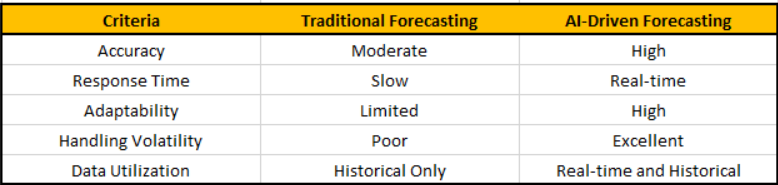 Criteria Traditional Forecasting AI-Driven Forecasting
Accuracy Moderate High
Response Time Slow Real-time
Adaptability Limited High
Handling Volatility Poor Excellent
Data Utilization Historical Only Real-time and Historical